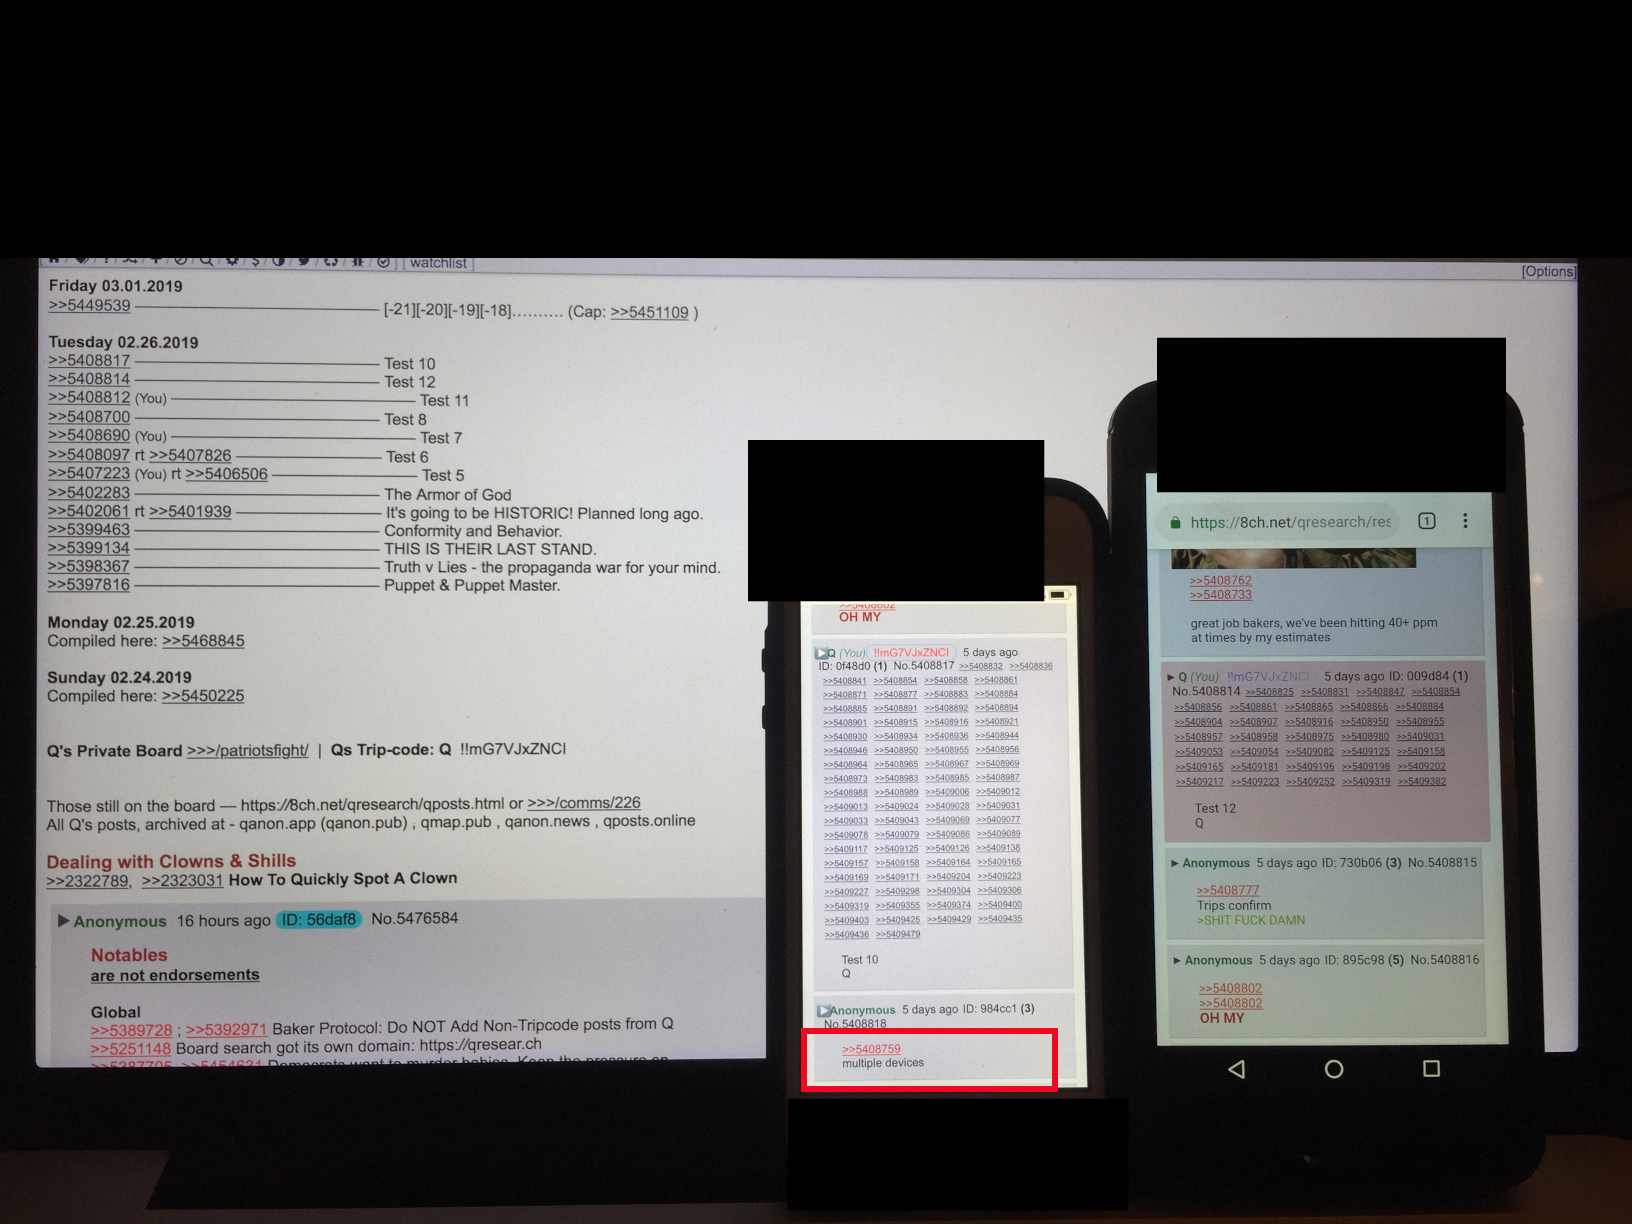 watchlist ]
[Options]
Friday 03.01.2019
>>5449539 [-21][-20][-19][-18]………. (Cap: >>5451109 )
Tuesday 02.26.2019
>>5408817 Test 10
>>5408814 Test 12
>>5408812 (You) Test 11
>>5408700 Test 8
>>5408690 (You) Test 7
>>5408097 rt >>5407826 Test 6
>>5407223 (You) rt >>5406506 Test 5
>>5402283 The Armor of God
>>5402061 rt >>5401939 It's going to be HISTORIC! Planned long ago.
>>5399463 Conformity and Behavior.
>>5399134 THIS IS THEIR LAST STAND.
>>5398367 Truth v Lies - the propaganda war for your mind.
>>5397816 Puppet & Puppet Master.
Monday 02.25.2019
Compiled here: >>5468845
Sunday 02.24.2019
Compiled here: >>5450225
Q's Private Board >>>/patriotsfight/ | Qs Trip-code: Q !!mG7VJxZNCI
Those still on the board — https://8ch.net/qresearch/qposts.html or >>>/comms/226
All Q's posts, archived at - qanon.app (qanon.pub) , qmap.pub , qanon.news , qposts.online
Dealing with Clowns & Shills
>>2322789, >>2323031 How To Quickly Spot A Clown
▶ Anonymous 16 hours ago ID: 56daf8 No.5476584
Notables
are not endorsements
Global
>>5389728 ; >>5392971 Baker Protocol: Do NOT Add Non-Tripcode posts from Q
>>5251148 Board search got its own domain: https://qresear.ch
>>5408802
OH MY
Q (You) !!mG7VJxZNCI 5 days ago
ID: 0f48d0 (1) No.5408817 >>5408832 >>5408836
>>5408841 >>5408854 >>5408858 >>5408861
>>5408871 >>5408877 >>5408883 >>5408884
>>5408885 >>5408891 >>5408892 >>5408894
>>5408901 >>5408915 >>5408916 >>5408921
>>5408930 >>5408934 >>5408936 >>5408944
>>5408946 >>5408950 >>5408955 >>5408956
>>5408964 >>5408965 >>5408967 >>5408969
>>5408973 >>5408983 >>5408985 >>5408987
>>5408988 >>5408989 >>5409006 >>5409012
>>5409013 >>5409024 >>5409028 >>5409031
>>5409033 >>5409043 >>5409069 >>5409077
>>5409078 >>5409079 >>5409086 >>5409089
>>5409117 >>5409125 >>5409126 >>5409138
>>5409157 >>5409158 >>5409164 >>5409165
>>5409169 >>5409171 >>5409204 >>5409223
>>5409227 >>5409298 >>5409304 >>5409306
>>5409319 >>5409355 >>5409374 >>5409400
>>5409403 >>5409425 >>5409429 >>5409435
>>5409436 >>5409479
Test 10
Q
Anonymous 5 days ago ID: 984cc1 (3)
No.5408818
>>5408759
multiple devices
https://8ch.net/qresearch/res
1
>>5408762
>>5408733
great job bakers, we've been hitting 40+ ppm
at times by my estimates
▶ Q (You) !!mG7VJxZNCI 5 days ago ID: 009d84 (1)
No.5408814 >>5408825 >>5408831 >>5408847 >>5408854
>>5408856 >>5408861 >>5408865 >>5408866 >>5408884
>>5408904 >>5408907 >>5408916 >>5408950 >>5408955
>>5408957 >>5408958 >>5408975 >>5408980 >>5409031
>>5409053 >>5409054 >>5409082 >>5409125 >>5409158
>>5409165 >>5409181 >>5409196 >>5409198 >>5409202
>>5409217 >>5409223 >>5409252 >>5409319 >>5409382
Test 12
Q
▶ Anonymous 5 days ago ID: 730b06 (3) No.5408815
>>5408777
Trips confirm
>SHIT FUCK DAMN
▶ Anonymous 5 days ago ID: 895c98 (5) No.5408816
>>5408802
>>5408802
OH MY